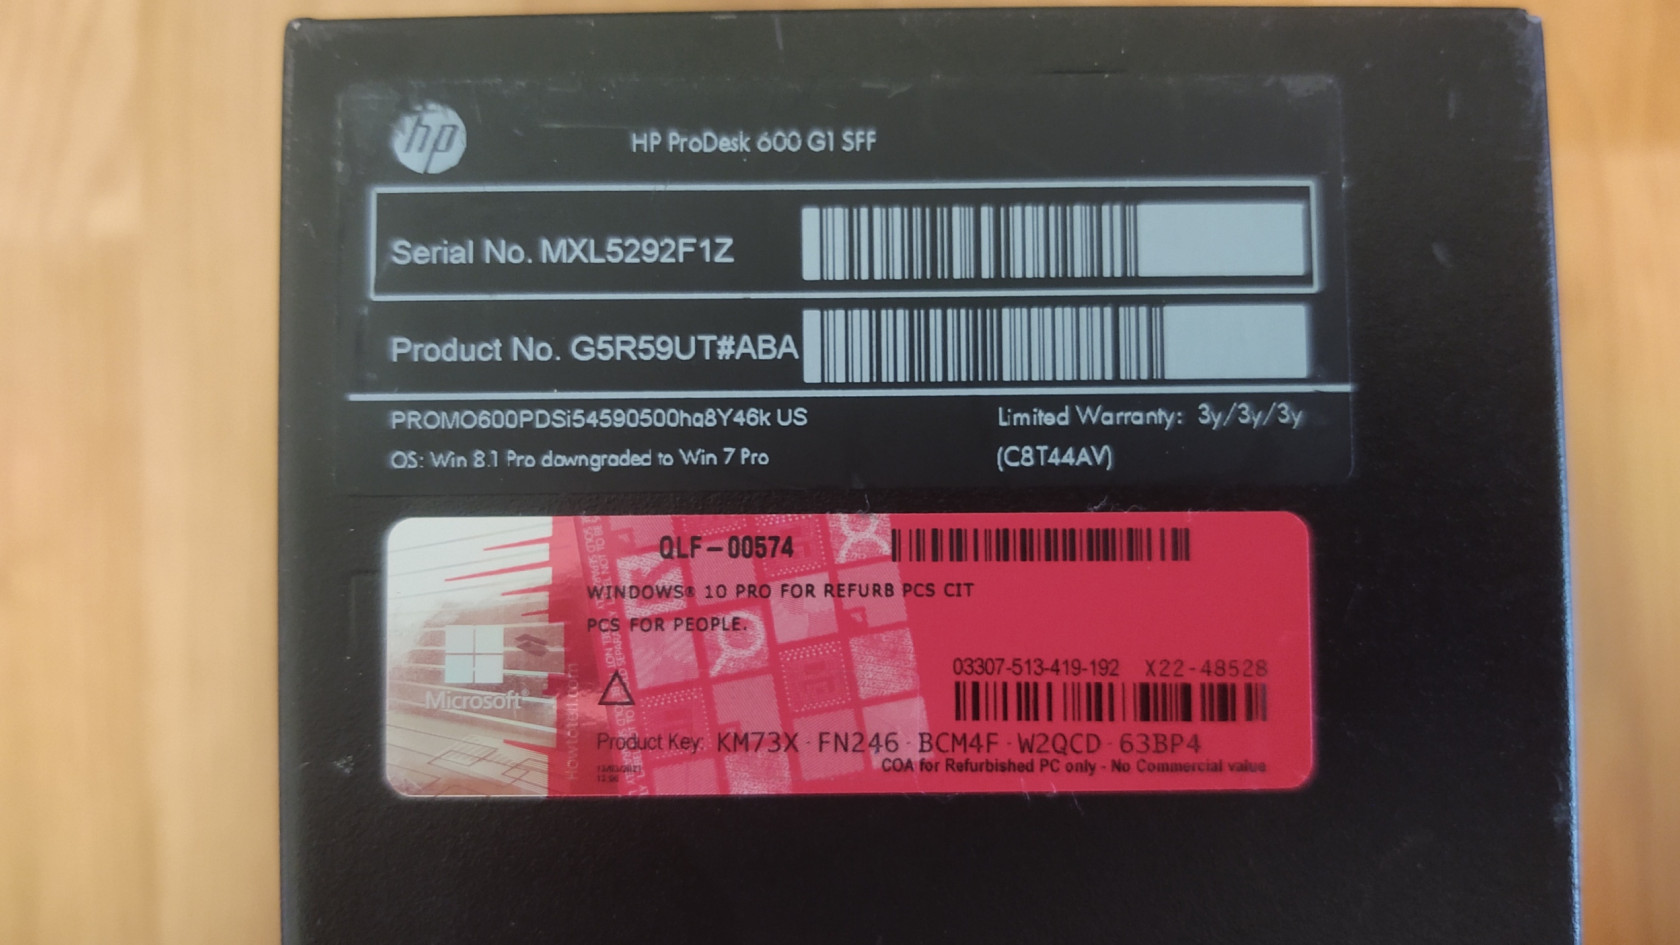 hp
HP ProDesk 600 G1 SFF
Serial No. MXL5292F1Z
Product No. G5R59UT#ABA
PROMO600PDSi54590500ha8Y46k US
Limited Warranty: 3y/3y/3y
OS: Win 8.1 Pro downgraded to Win 7 Pro
(C8T44AV)
QLF-00574
WINDOWS® 10 PRO FOR REFURB PCS CIT
PCS FOR PEOPLE.
03307-513-419-192 X22-48528
Microsoft®
Product Key: KM73X-FN246-BCM4F-W2QCD-63BP4
COA for Refurbished PC only - No Commercial value